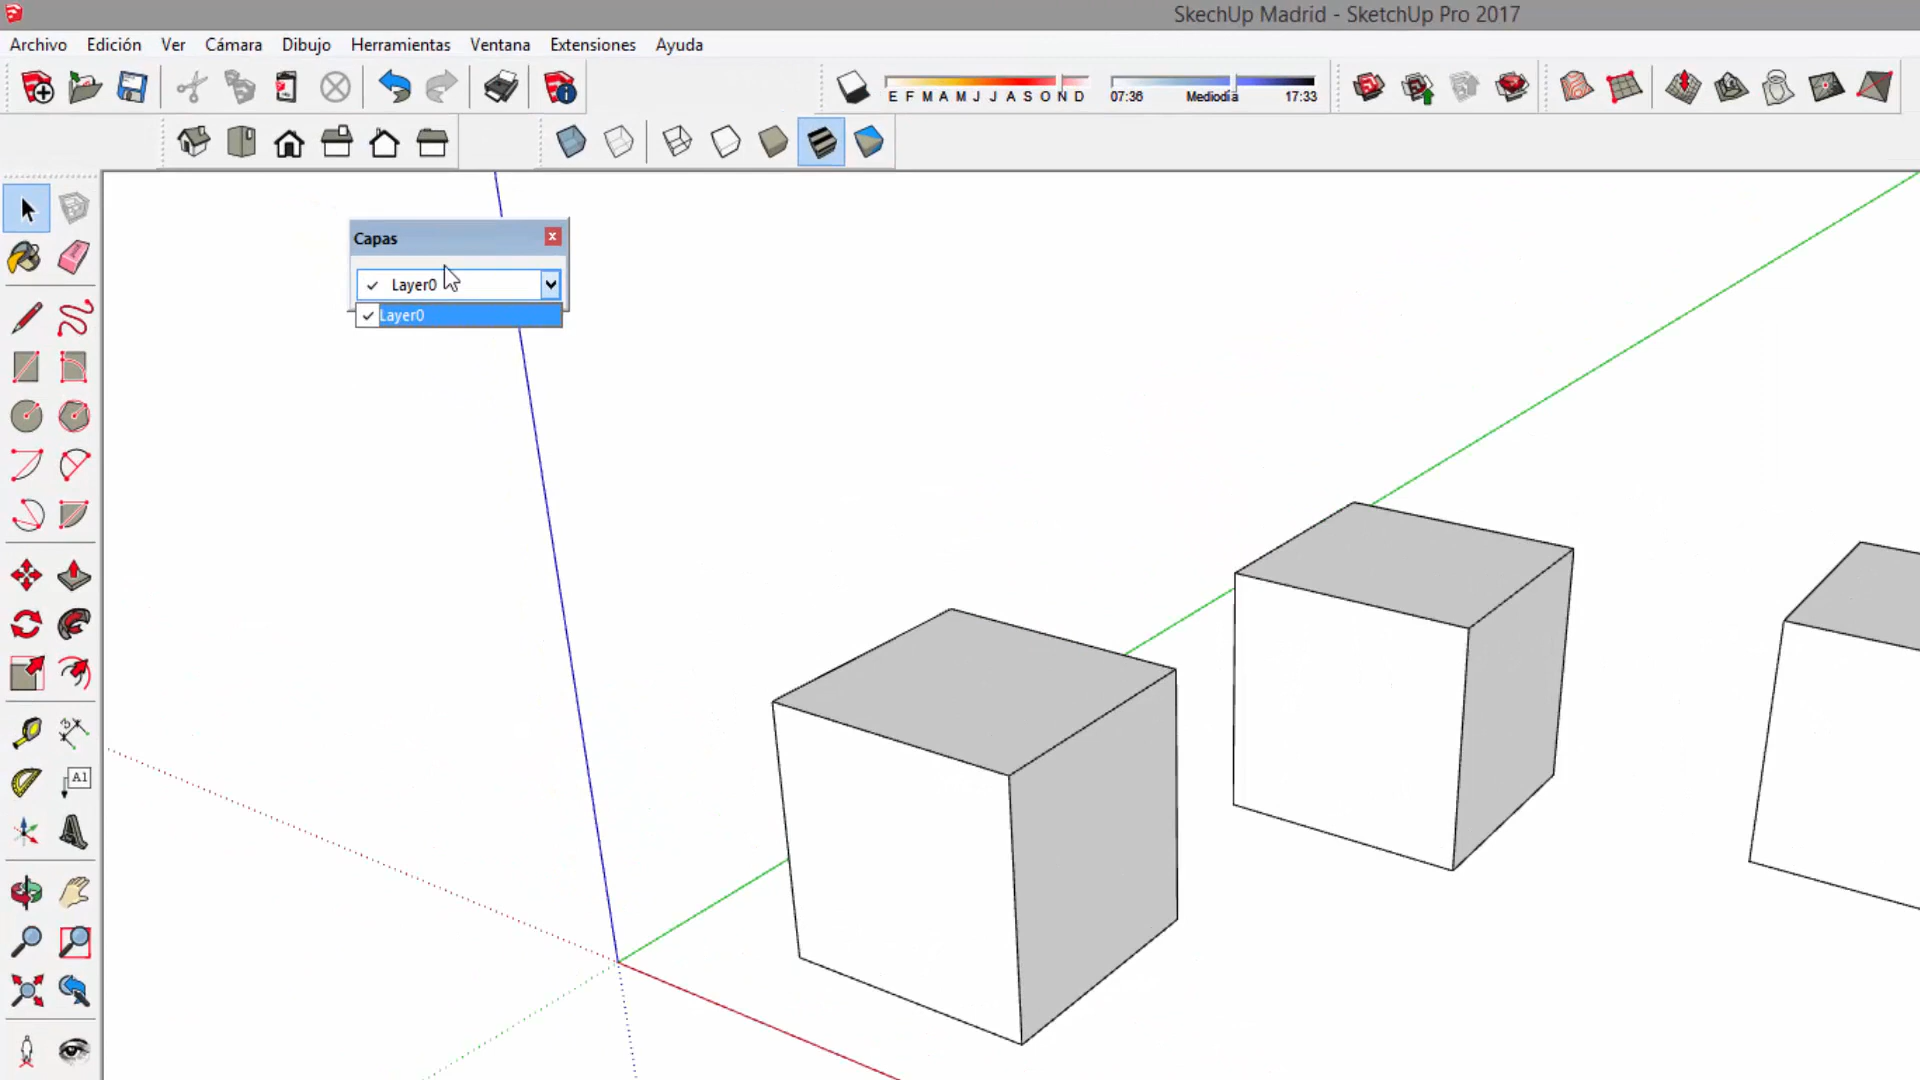 SkechUp Madrid - SketchUp Pro 2017
Archivo Edición Ver Cámara Dibujo Herramientas Ventana Extensiones Ayuda
E F M A M J J A S O N D
07:36 Mediodía 17:33
Capas
Layer0
Layer0
A1